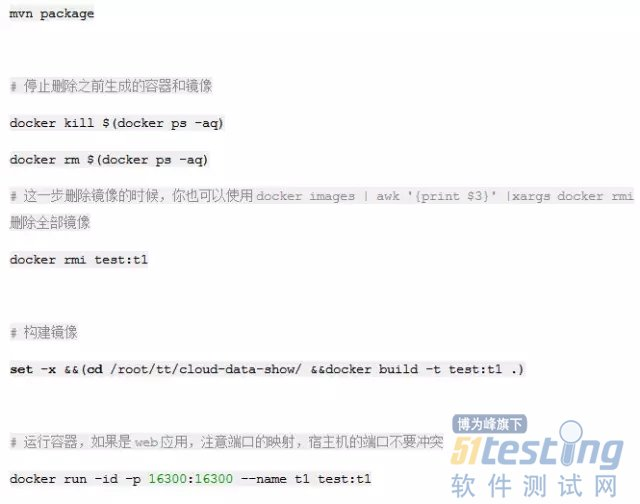 mvn package
# 停止删除之前生成的容器和镜像
docker kill $(docker ps -aq)
docker rm $(docker ps -aq)
# 这一步删除镜像的时候，你也可以使用docker images | awk '{print $3}' |xargs docker rmi
删除全部镜像
docker rmi test:t1
# 构建镜像
set -x &&(cd /root/tt/cloud-data-show/ &&docker build -t test:t1 .)
# 运行容器，如果是web应用，注意端口的映射，宿主机的端口不要冲突
docker run -id -p 16300:16300 --name t1 test:t1
博为峰旗下
51testing
软件测试网